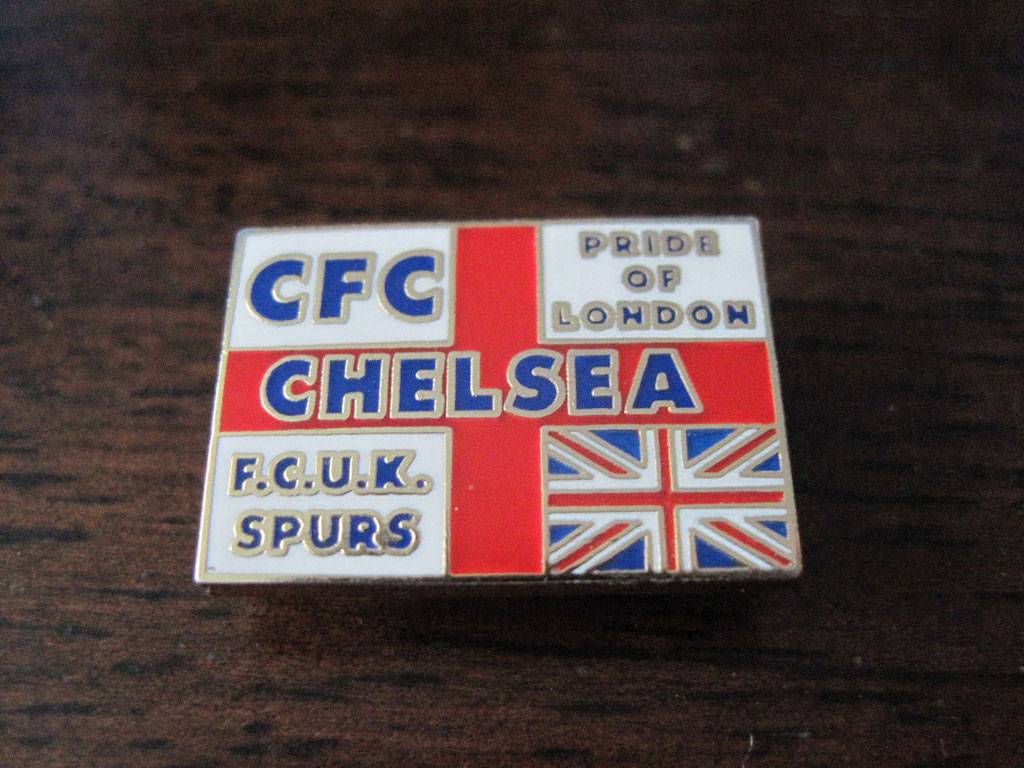 CFC
PRIDE
OF
LONDON
CHELSEA
F.C.U.K.
SPURS